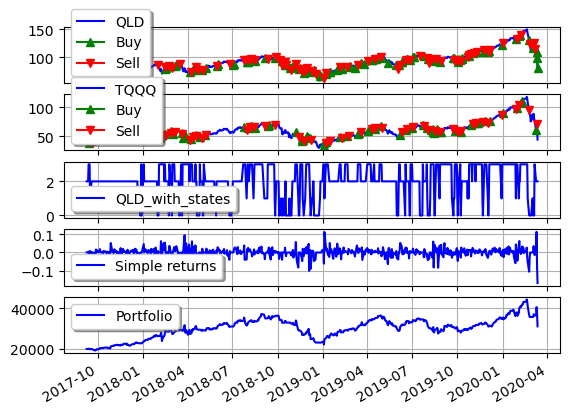 QLD
Buy
Sell
150
100
TQQQ
Buy
Sell
100
50
QLD_with_states
2
0
0.1
0.0
−0.1
Simple returns
Portfolio
40000
20000
2017-10 2018-01 2018-04 2018-07 2018-10 2019-01 2019-04 2019-07 2019-10 2020-01 2020-04